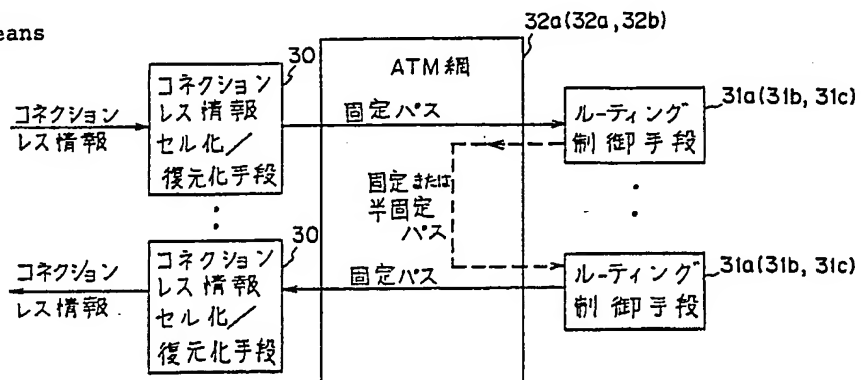 eans
32a(32a, 32b)
30
ATM網
コネクション
レス情報
セル化/
復元化手段
コネクション
レス情報
固定パス
31a(31b, 31c)
ルーティング
制御手段
固定または
半固定
パス
30
コネクション
レス情報
セル化/
復元化手段
コネクション
レス情報
固定パス
31a(31b, 31c)
ルーティング
制御手段